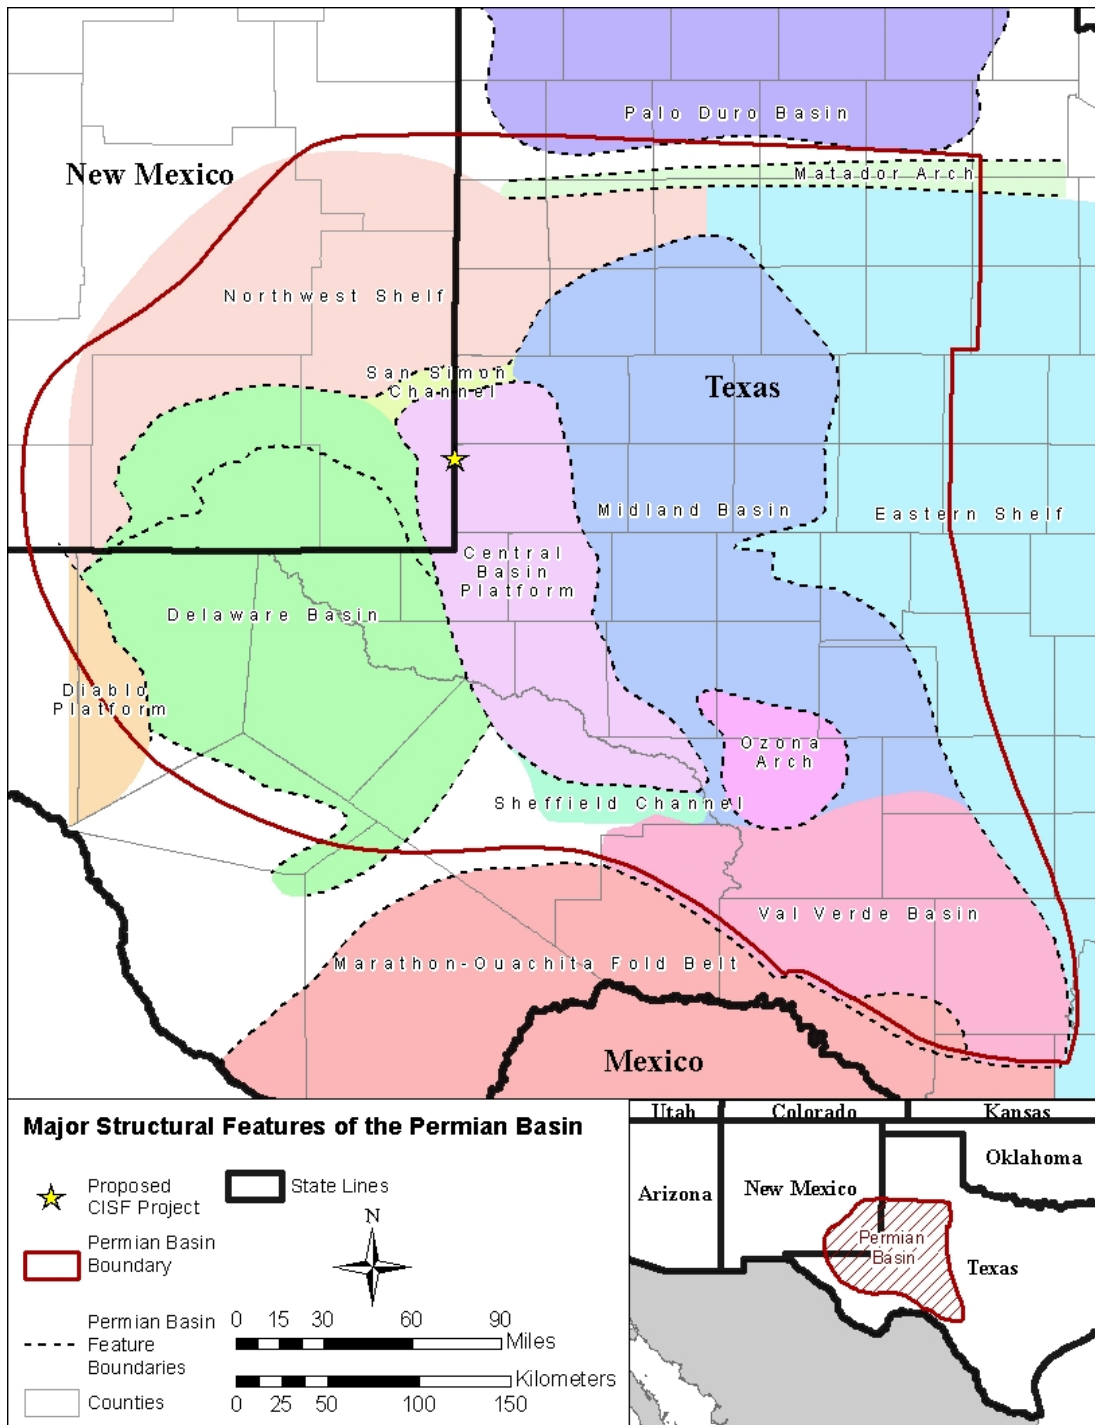 Palo Duro Basin
New Mexico
Matador Arch
Northwest Shelf
San Simon
Channel
Texas
Midland Basin
Eastern Shelf
Central
Basin
Platform
Delaware Basin
Diablo
Platform
Ozona
Arch
Sheffield Channel
Val Verde Basin
Marathon-Ouachita Fold Belt
Mexico
Major Structural Features of the Permian Basin
Proposed
CISF Project
State Lines
Permian Basin
Boundary
N
Permian Basin
Feature
Boundaries
0 15 30 60 90
Miles
Kilometers
0 25 50 100 150
Counties
Utah
Colorado
Kansas
Oklahoma
Arizona
New Mexico
Permian
Basin
Texas